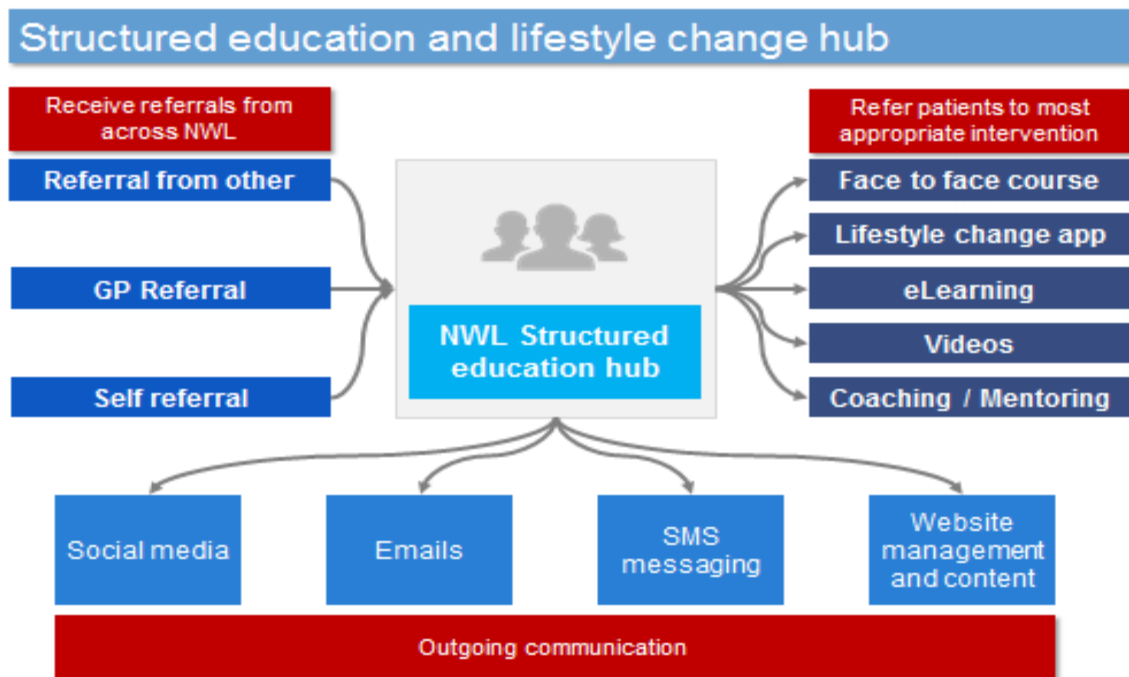 Structured education and lifestyle change hub
Receive referrals from
across NWL
Refer patients to most
appropriate intervention
Referral from other
GP Referral
Self referral
NWL Structured
education hub
Face to face course
Lifestyle change app
eLearning
Videos
Coaching / Mentoring
Social media
Emails
SMS
messaging
Website
management
and content
Outgoing communication